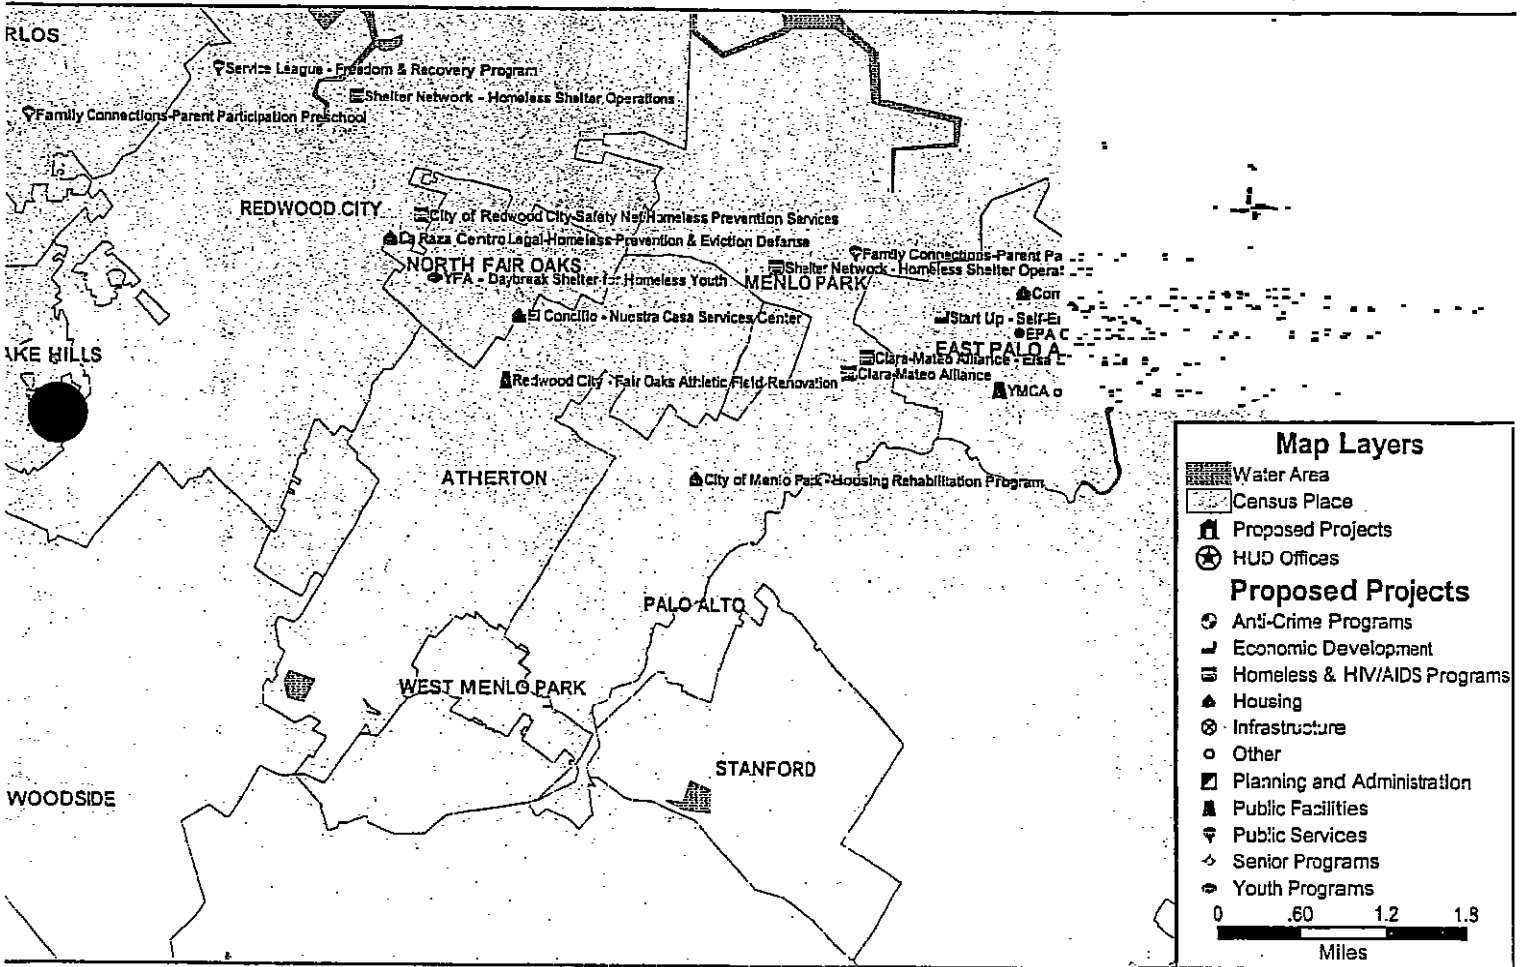 RLOS
Service League - Freedom & Recovery Program
Shelter Network - Homeless Shelter Operations
Family Connections-Parent Participation Preschool
REDWOOD CITY
City of Redwood City-Safety Net/Homeless Prevention Services
La Raza Centro Legal-Homeless Prevention & Eviction Defense
Family Connections-Parent Pa
NORTH FAIR OAKS
Shelter Network - Homeless Shelter Opera
YFA - Daybreak Shelter for Homeless Youth
MENLO PARK
Com
El Concilio - Nuestra Casa Services Center
Start Up - Self-E
EPA C
EAST PALO A
AKE HILLS
Clara-Mateo Alliance - Elsa
Clara-Mateo Alliance
Redwood City - Fair Oaks Athletic Field Renovation
YMCA o
ATHERTON
City of Menlo Park - Housing Rehabilitation Program
PALO ALTO
WEST MENLO PARK
STANFORD
WOODSIDE
Map Layers
Water Area
Census Place
Proposed Projects
HUD Offices
Proposed Projects
Anti-Crime Programs
Economic Development
Homeless & HIV/AIDS Programs
Housing
Infrastructure
Other
Planning and Administration
Public Facilities
Public Services
Senior Programs
Youth Programs
0 .60 1.2 1.8
Miles